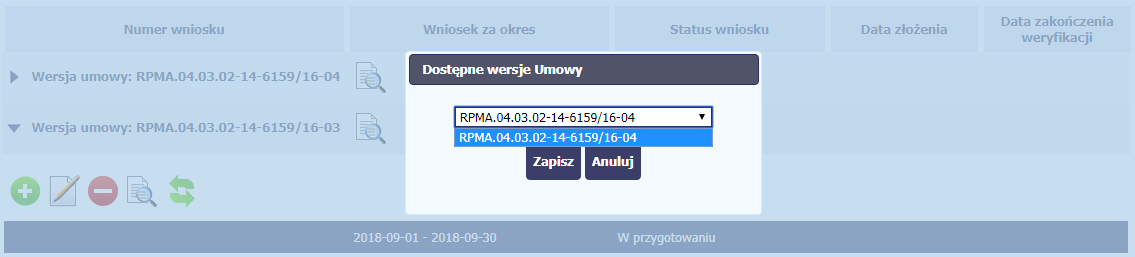 Numer wniosku Wniosek za okres Status wniosku Data złożenia Data zakończenia
weryfikacji
Dostępne wersje Umowy
Wersja umowy: RPMA.04.03.02-14-6159/16-04
RPMA.04.03.02-14-6159/16-04
Wersja umowy: RPMA.04.03.02-14-6159/16-03
RPMA.04.03.02-14-6159/16-04
Zapisz Anuluj
2018-09-01 - 2018-09-30 W przygotowaniu